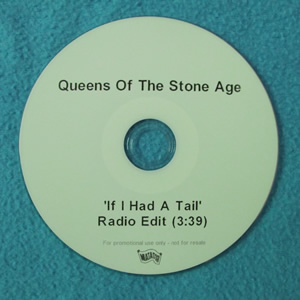 Queens Of The Stone Age
'If I Had A Tail'
Radio Edit (3:39)
For promotional use only - not for resale
MATADOR